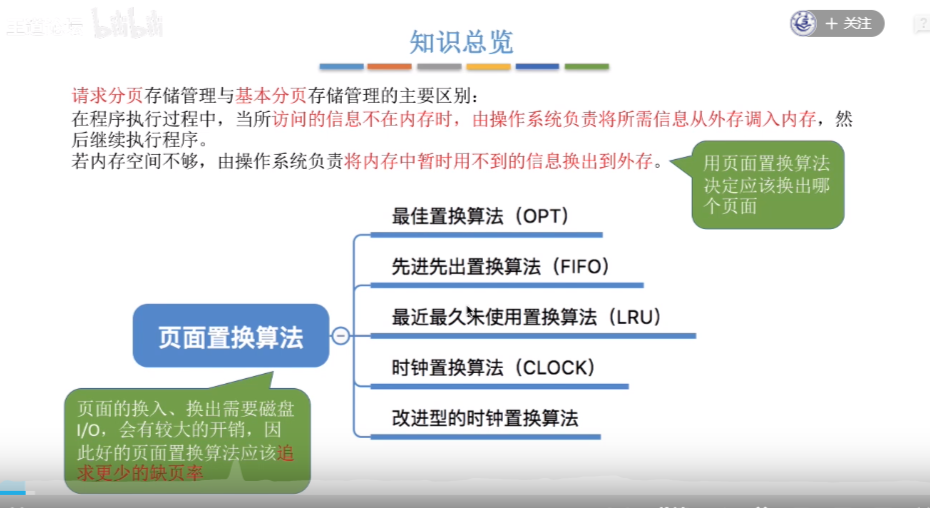 + 关注
知识总览
请求分页存储管理与基本分页存储管理的主要区别：
在程序执行过程中，当所访问的信息不在内存时，由操作系统负责将所需信息从外存调入内存，然
后继续执行程序。
若内存空间不够，由操作系统负责将内存中暂时用不到的信息换出到外存。
用页面置换算法
决定应该换出哪
个页面
最佳置换算法（OPT）
先进先出置换算法（FIFO）
最近最久未使用置换算法（LRU）
页面置换算法
时钟置换算法（CLOCK）
改进型的时钟置换算法
页面的换入、换出需要磁盘
I/O，会有较大的开销，因
此好的页面置换算法应该追
求更少的缺页率